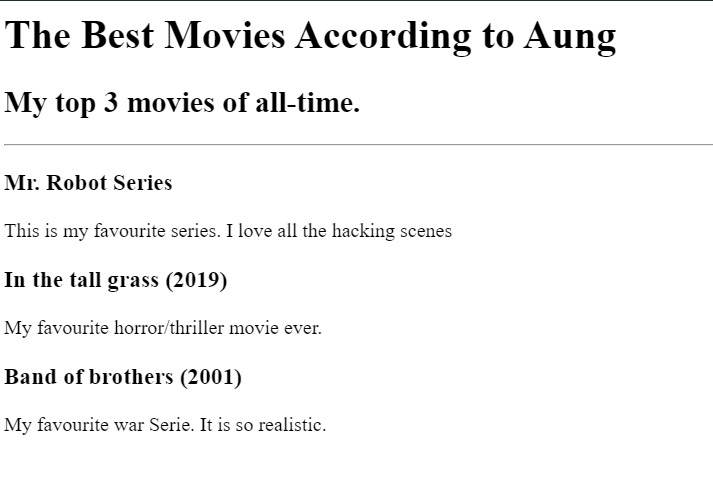 The Best Movies According to Aung
My top 3 movies of all-time.
Mr. Robot Series
This is my favourite series. I love all the hacking scenes
In the tall grass (2019)
My favourite horror/thriller movie ever.
Band of brothers (2001)
My favourite war Serie. It is so realistic.